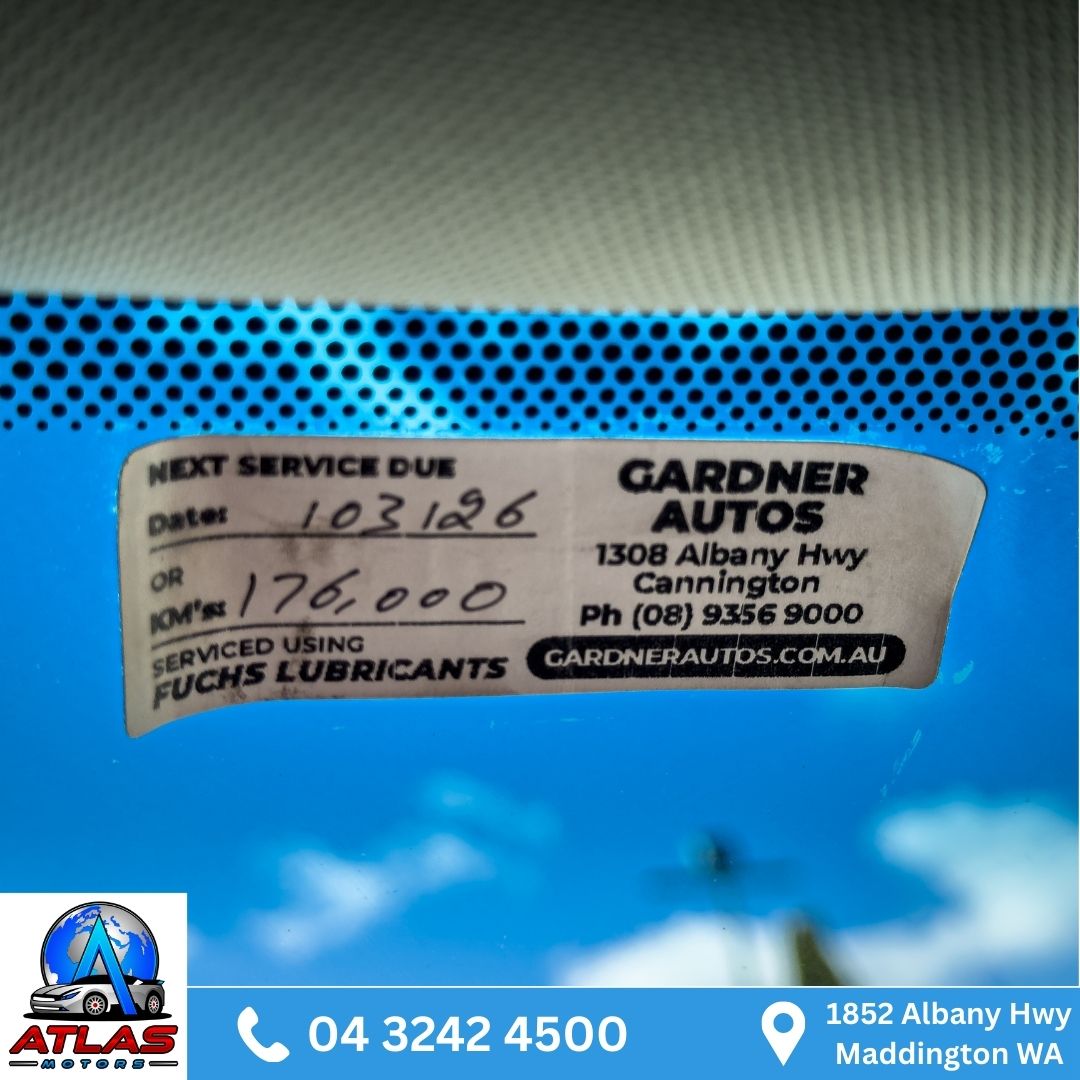 NEXT SERVICE DUE
Date: 103126
OR
KM's: 176,000
SERVICED USING
FUCHS LUBRICANTS
GARDNER
AUTOS
1308 Albany Hwy
Cannington
Ph (08) 9356 9000
GARDNERAUTOS.COM.AU
ATLAS
MOTORS
04 3242 4500
1852 Albany Hwy
Maddington WA